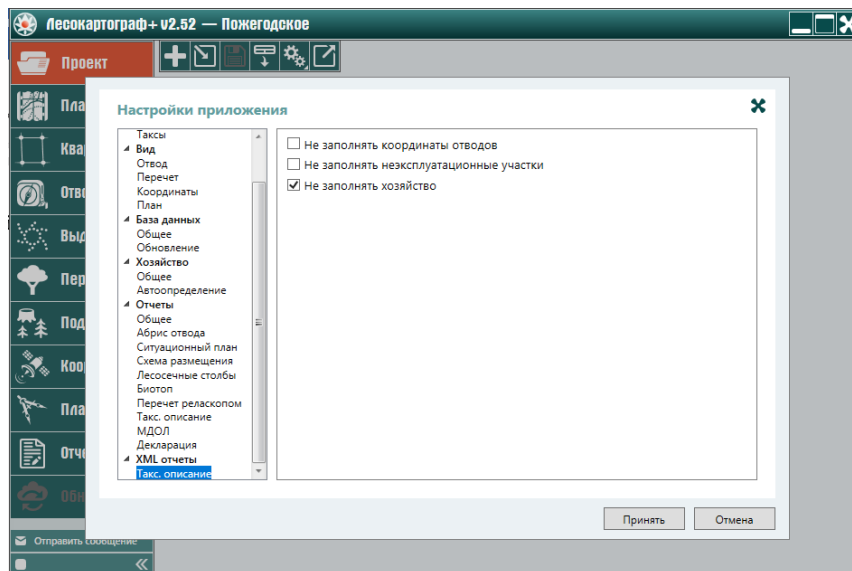 Лесокартограф+ v2.52 — Пожегодское
Проект
Пла
Ква
Отво
Выд
Пер
Под
Коо
Пла
Отче
Обн
Отправить сообщение
Настройки приложения
Таксы
Вид
Отвод
Перечет
Координаты
План
База данных
Общее
Обновление
Хозяйство
Общее
Автоопределение
Отчеты
Общее
Абрис отвода
Ситуационный план
Схема размещения
Лесосечные столбы
Биотоп
Перечет реласкопом
Такс. описание
МДОЛ
Декларация
XML отчеты
Такс. описание
Не заполнять координаты отводов
Не заполнять неэксплуатационные участки
Не заполнять хозяйство
Принять
Отмена